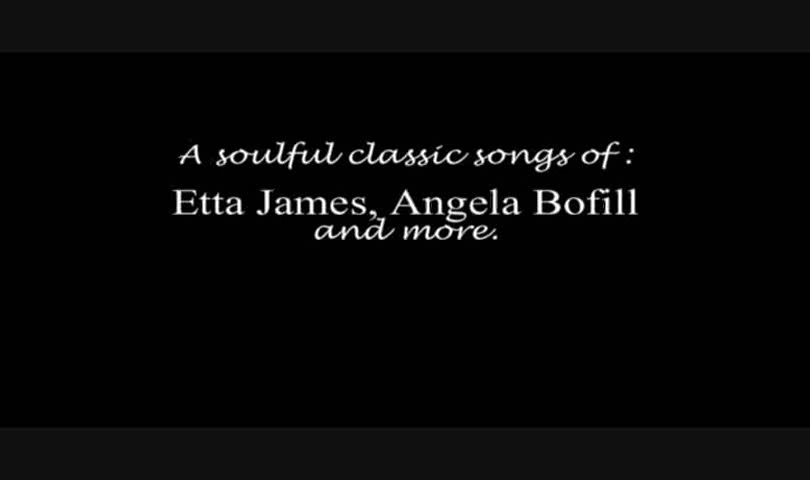 A soulful classic songs of :
Etta James, Angela Bofill
and more.